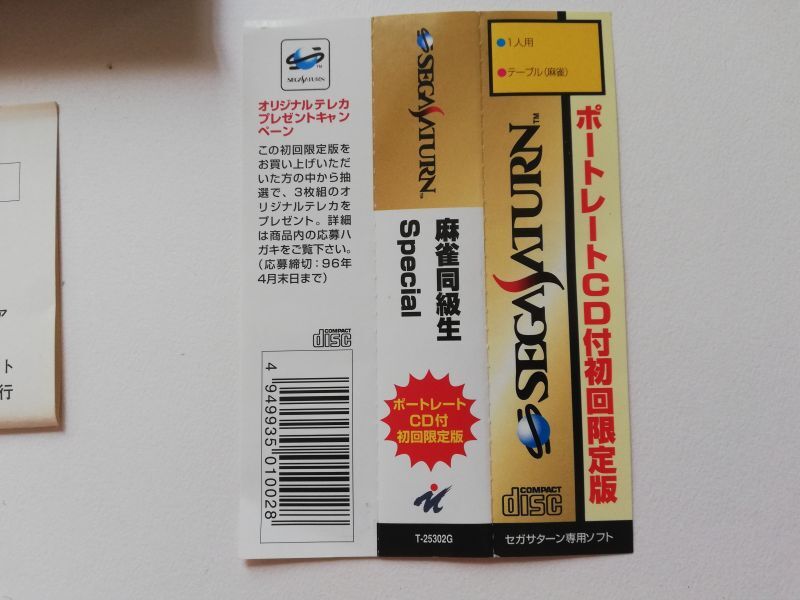 ァ
ト
行
SEGA SATURN
TM
オリジナルテレカ
プレゼントキャン
ペーン
この初回限定版を
お買い上げいただ
いた方の中から抽
選で、3枚組のオ
リジナルテレカを
プレゼント。詳細
は商品内の応募ハ
ガキをご覧下さい。
(応募締切:96年
4月末日まで)
COMPACT
disc
4 949935 010028
SEGA SATURN
TM
麻雀同級生
Special
ポートレート
CD付
初回限定版
T-25302G
●1人用
●テーブル(麻雀)
SEGA SATURN
TM
ポートレートCD付初回限定版
COMPACT
disc
セガサターン専用ソフト